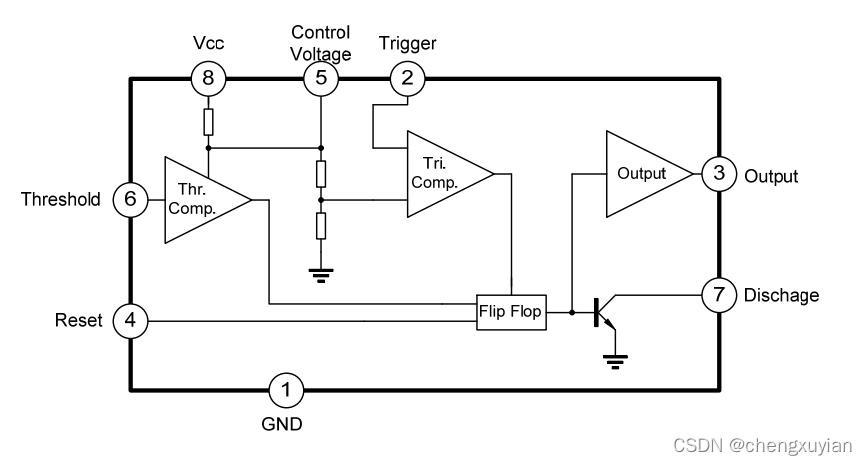 Vcc
Control
Voltage
Trigger
8
5
2
Thr.
Comp.
Tri.
Comp.
Output
3
Output
Threshold
6
Reset
4
Flip Flop
7
Dischage
1
GND
CSDN @chengxuyian